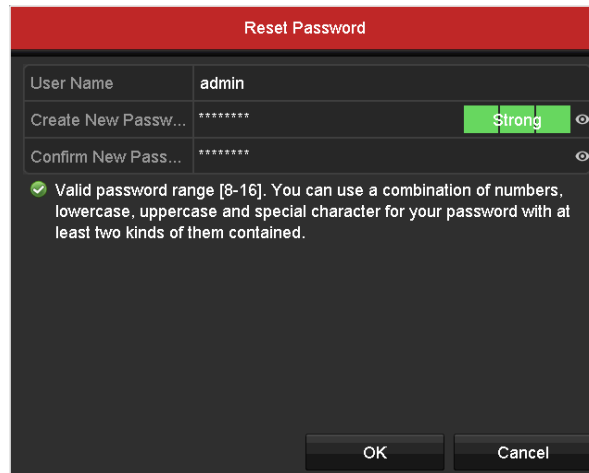 Reset Password
User Name admin
Create New Passw... ******** Strong
Confirm New Pass... ********
Valid password range [8-16]. You can use a combination of numbers,
lowercase, uppercase and special character for your password with at
least two kinds of them contained.
OK Cancel